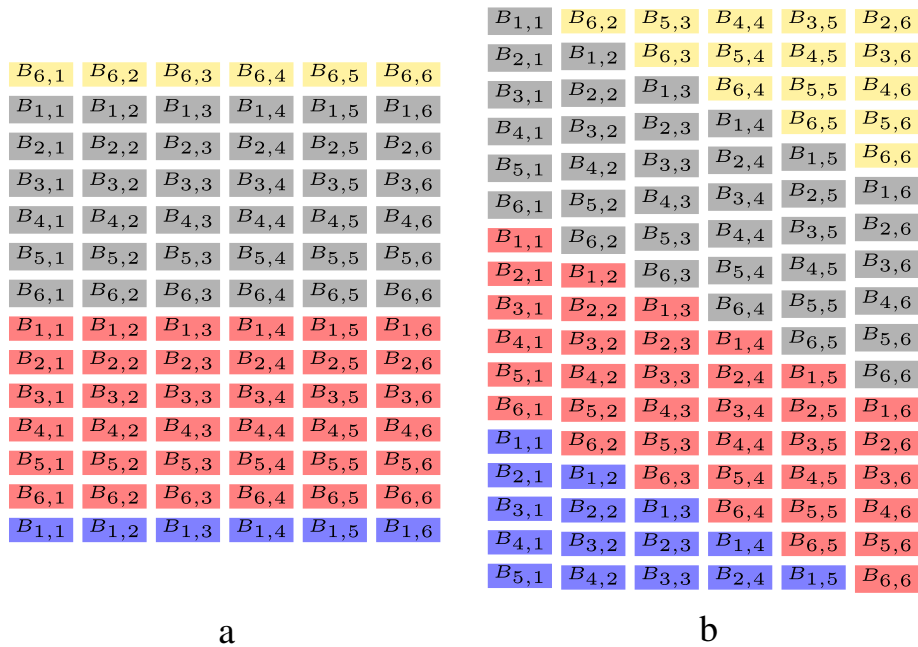 B6,1 B6,2 B6,3 B6,4 B6,5 B6,6
B1,1 B1,2 B1,3 B1,4 B1,5 B1,6
B2,1 B2,2 B2,3 B2,4 B2,5 B2,6
B3,1 B3,2 B3,3 B3,4 B3,5 B3,6
B4,1 B4,2 B4,3 B4,4 B4,5 B4,6
B5,1 B5,2 B5,3 B5,4 B5,5 B5,6
B6,1 B6,2 B6,3 B6,4 B6,5 B6,6
B1,1 B1,2 B1,3 B1,4 B1,5 B1,6
B2,1 B2,2 B2,3 B2,4 B2,5 B2,6
B3,1 B3,2 B3,3 B3,4 B3,5 B3,6
B4,1 B4,2 B4,3 B4,4 B4,5 B4,6
B5,1 B5,2 B5,3 B5,4 B5,5 B5,6
B6,1 B6,2 B6,3 B6,4 B6,5 B6,6
B1,1 B1,2 B1,3 B1,4 B1,5 B1,6
a
B1,1 B6,2 B5,3 B4,4 B3,5 B2,6
B2,1 B1,2 B6,3 B5,4 B4,5 B3,6
B3,1 B2,2 B1,3 B6,4 B5,5 B4,6
B4,1 B3,2 B2,3 B1,4 B6,5 B5,6
B5,1 B4,2 B3,3 B2,4 B1,5 B6,6
B6,1 B5,2 B4,3 B3,4 B2,5 B1,6
B1,1 B6,2 B5,3 B4,4 B3,5 B2,6
B2,1 B1,2 B6,3 B5,4 B4,5 B3,6
B3,1 B2,2 B1,3 B6,4 B5,5 B4,6
B4,1 B3,2 B2,3 B1,4 B6,5 B5,6
B5,1 B4,2 B3,3 B2,4 B1,5 B6,6
B6,1 B5,2 B4,3 B3,4 B2,5 B1,6
B1,1 B6,2 B5,3 B4,4 B3,5 B2,6
B2,1 B1,2 B6,3 B5,4 B4,5 B3,6
B3,1 B2,2 B1,3 B6,4 B5,5 B4,6
B4,1 B3,2 B2,3 B1,4 B6,5 B5,6
B5,1 B4,2 B3,3 B2,4 B1,5 B6,6
b